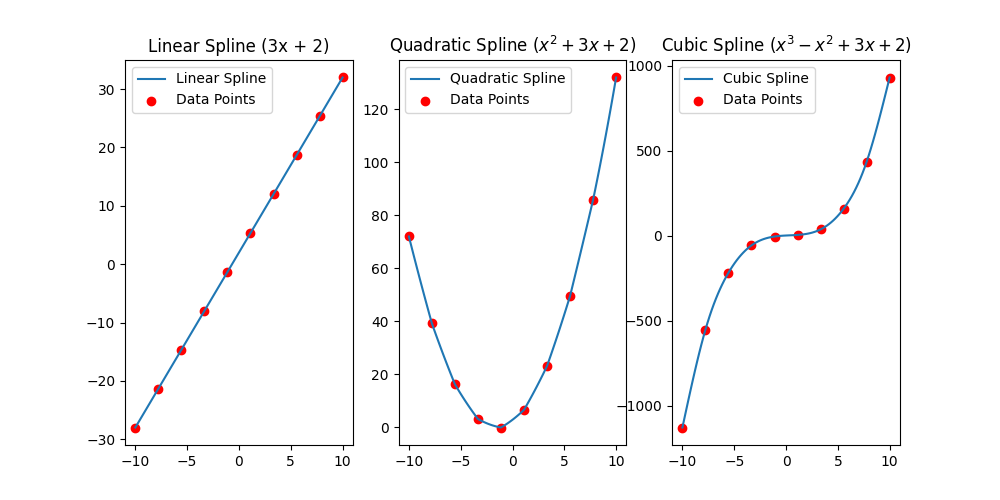 Linear Spline (3x + 2)
Linear Spline
Data Points
30
20
10
0
−10
−20
−30
−10 −5 0 5 10
Quadratic Spline (x² + 3x + 2)
Quadratic Spline
Data Points
120
100
80
60
40
20
0
−10 −5 0 5 10
Cubic Spline (x³ − x² + 3x + 2)
Cubic Spline
Data Points
1000
500
0
−500
−1000
−10 −5 0 5 10